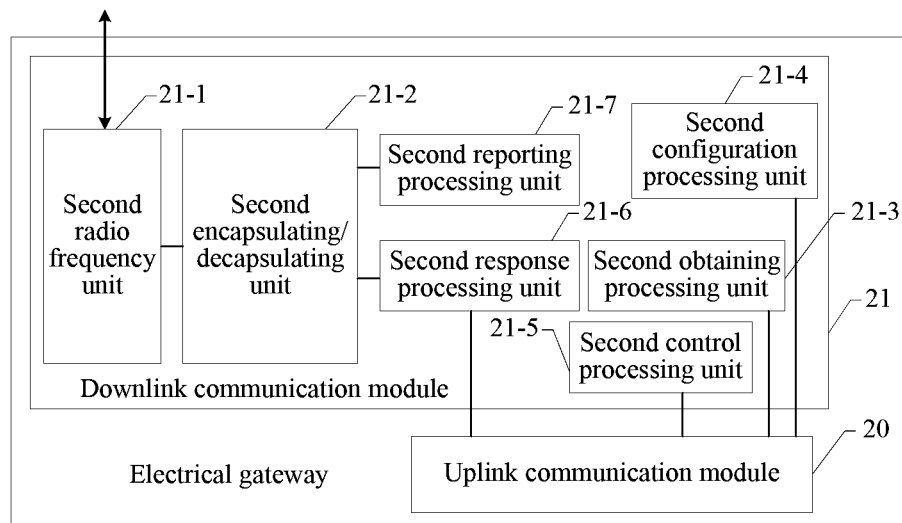 21-1
21-2
21-7
21-4
Second
radio
frequency
unit
Second
encapsulating/
decapsulating
unit
Second reporting
processing unit
Second
configuration
processing unit
21-6
21-3
Second response
processing unit
Second obtaining
processing unit
21-5
21
Second control
processing unit
Downlink communication module
20
Electrical gateway
Uplink communication module